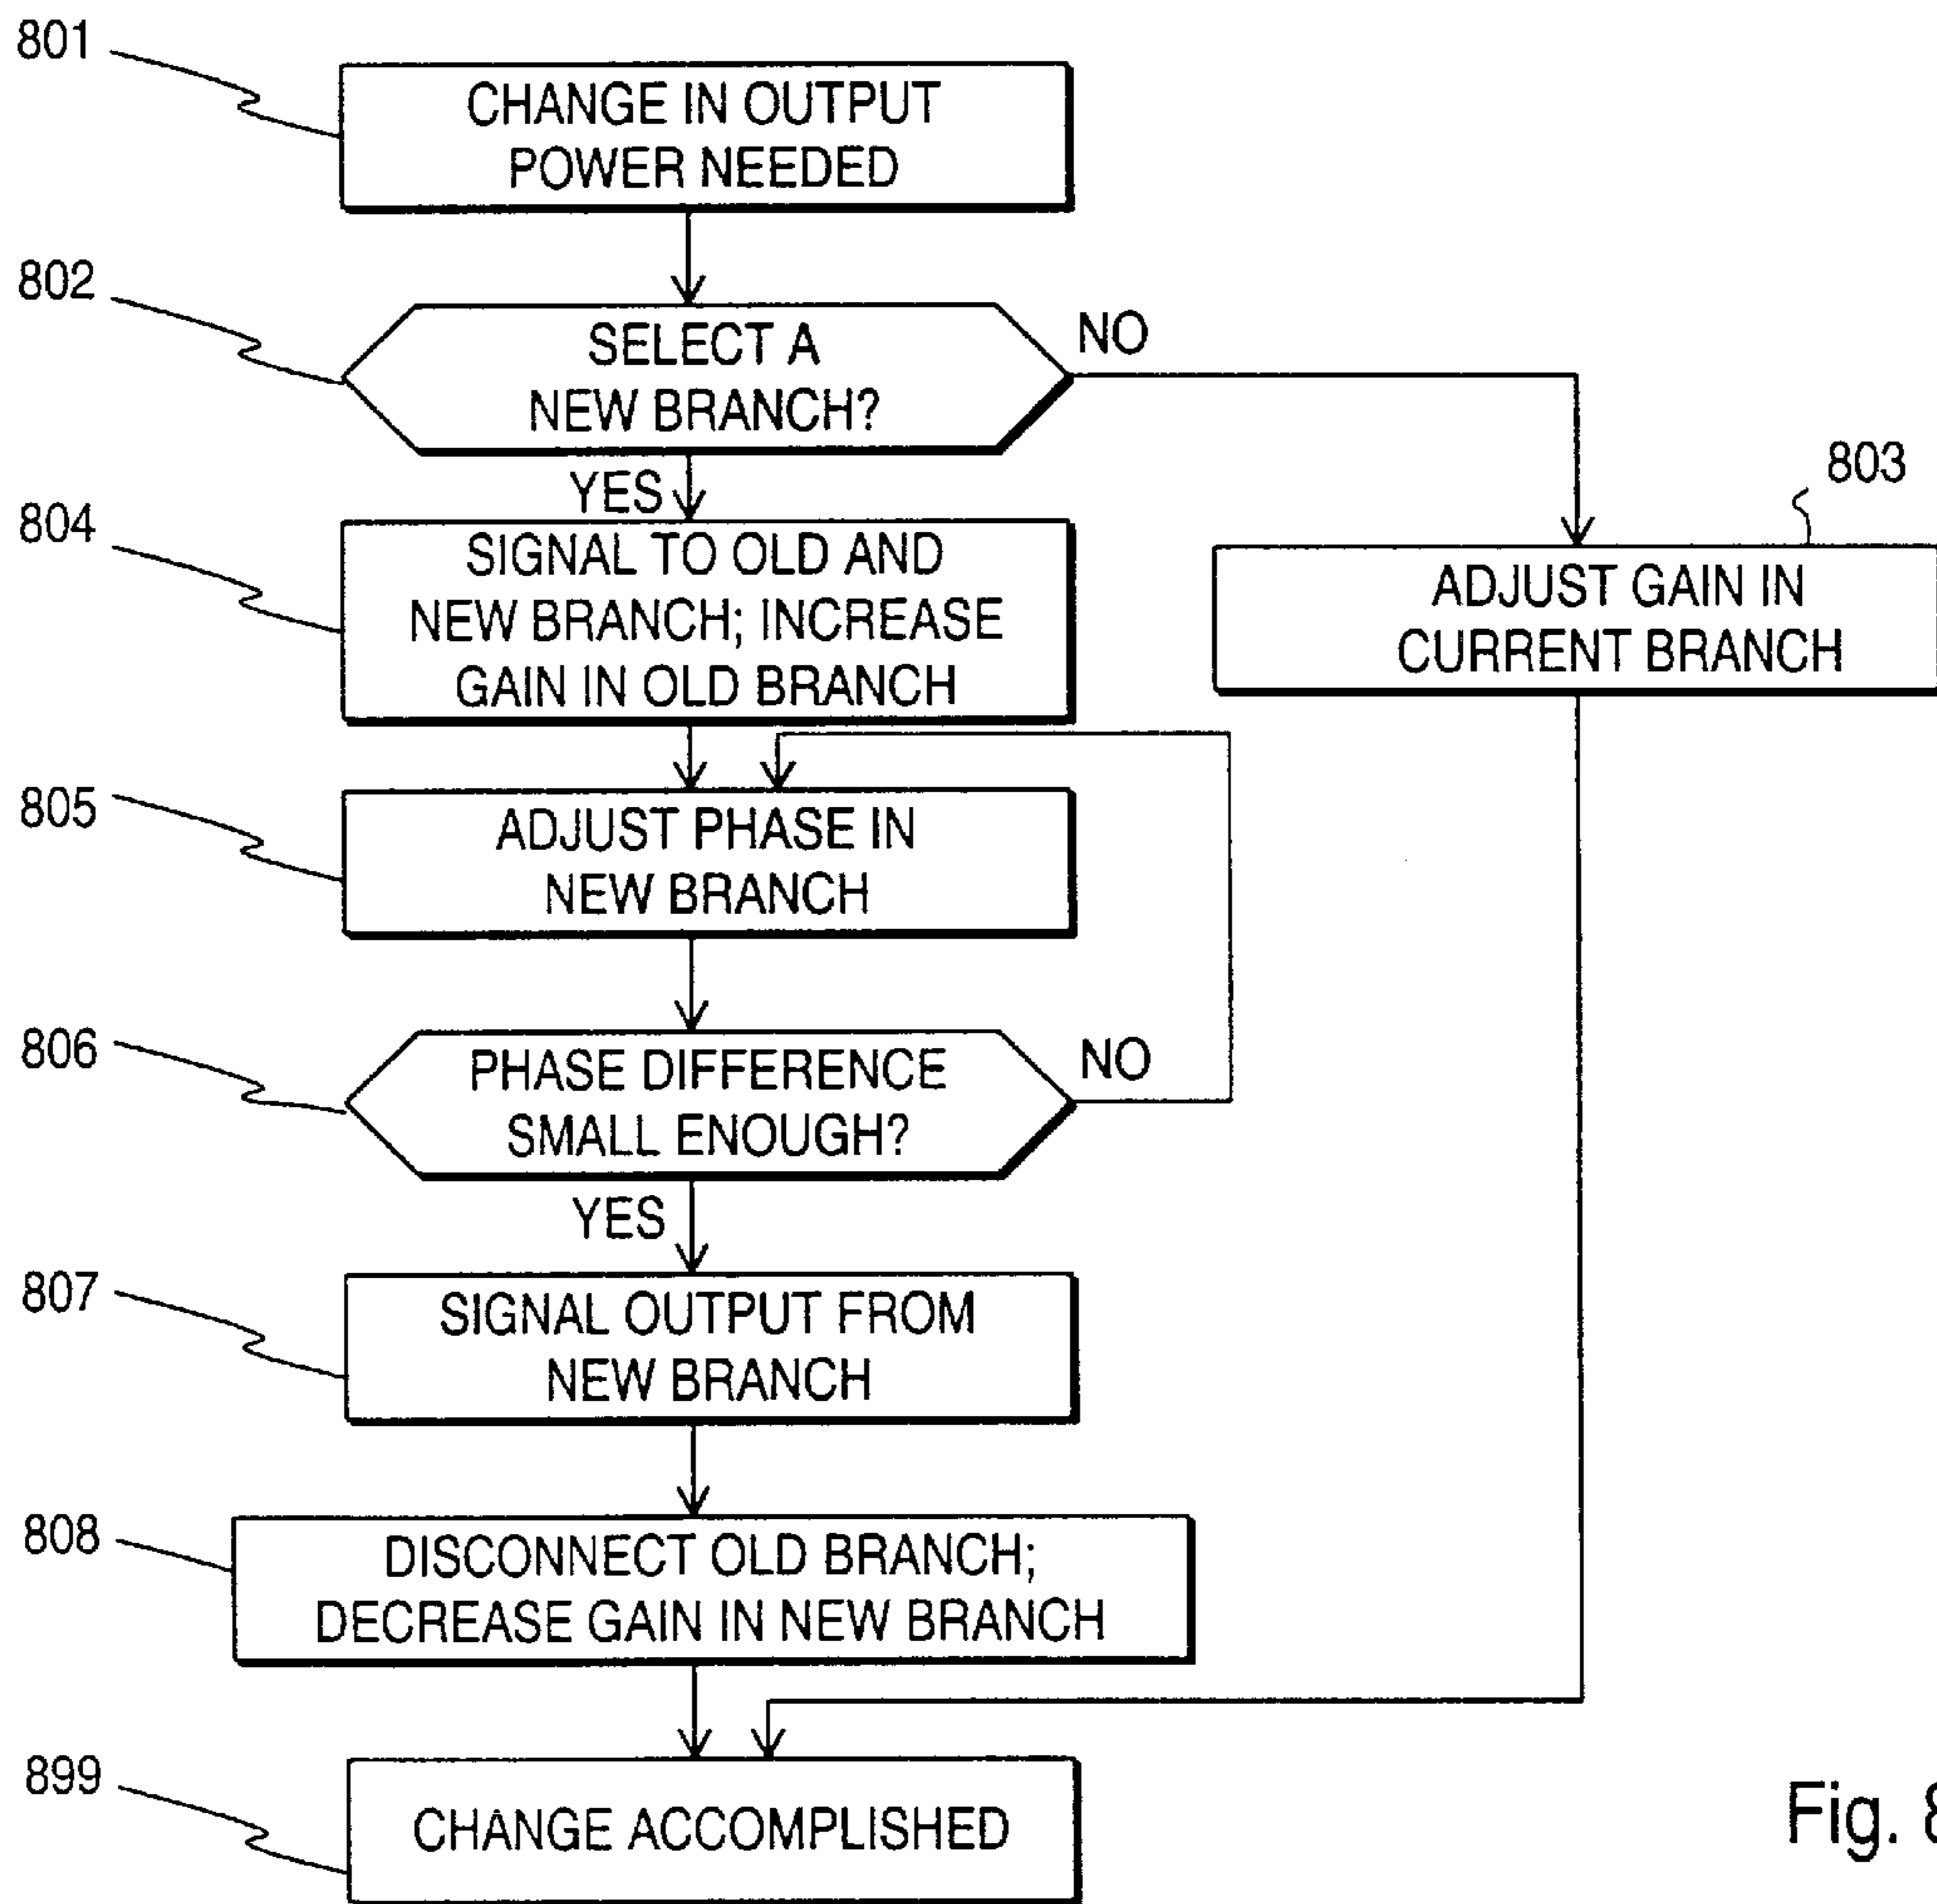 801
CHANGE IN OUTPUT
POWER NEEDED
802
SELECT A
NEW BRANCH?
NO
YES
803
804
SIGNAL TO OLD AND
NEW BRANCH; INCREASE
GAIN IN OLD BRANCH
ADJUST GAIN IN
CURRENT BRANCH
805
ADJUST PHASE IN
NEW BRANCH
806
PHASE DIFFERENCE
SMALL ENOUGH?
NO
YES
807
SIGNAL OUTPUT FROM
NEW BRANCH
808
DISCONNECT OLD BRANCH;
DECREASE GAIN IN NEW BRANCH
899
CHANGE ACCOMPLISHED
Fig. 8